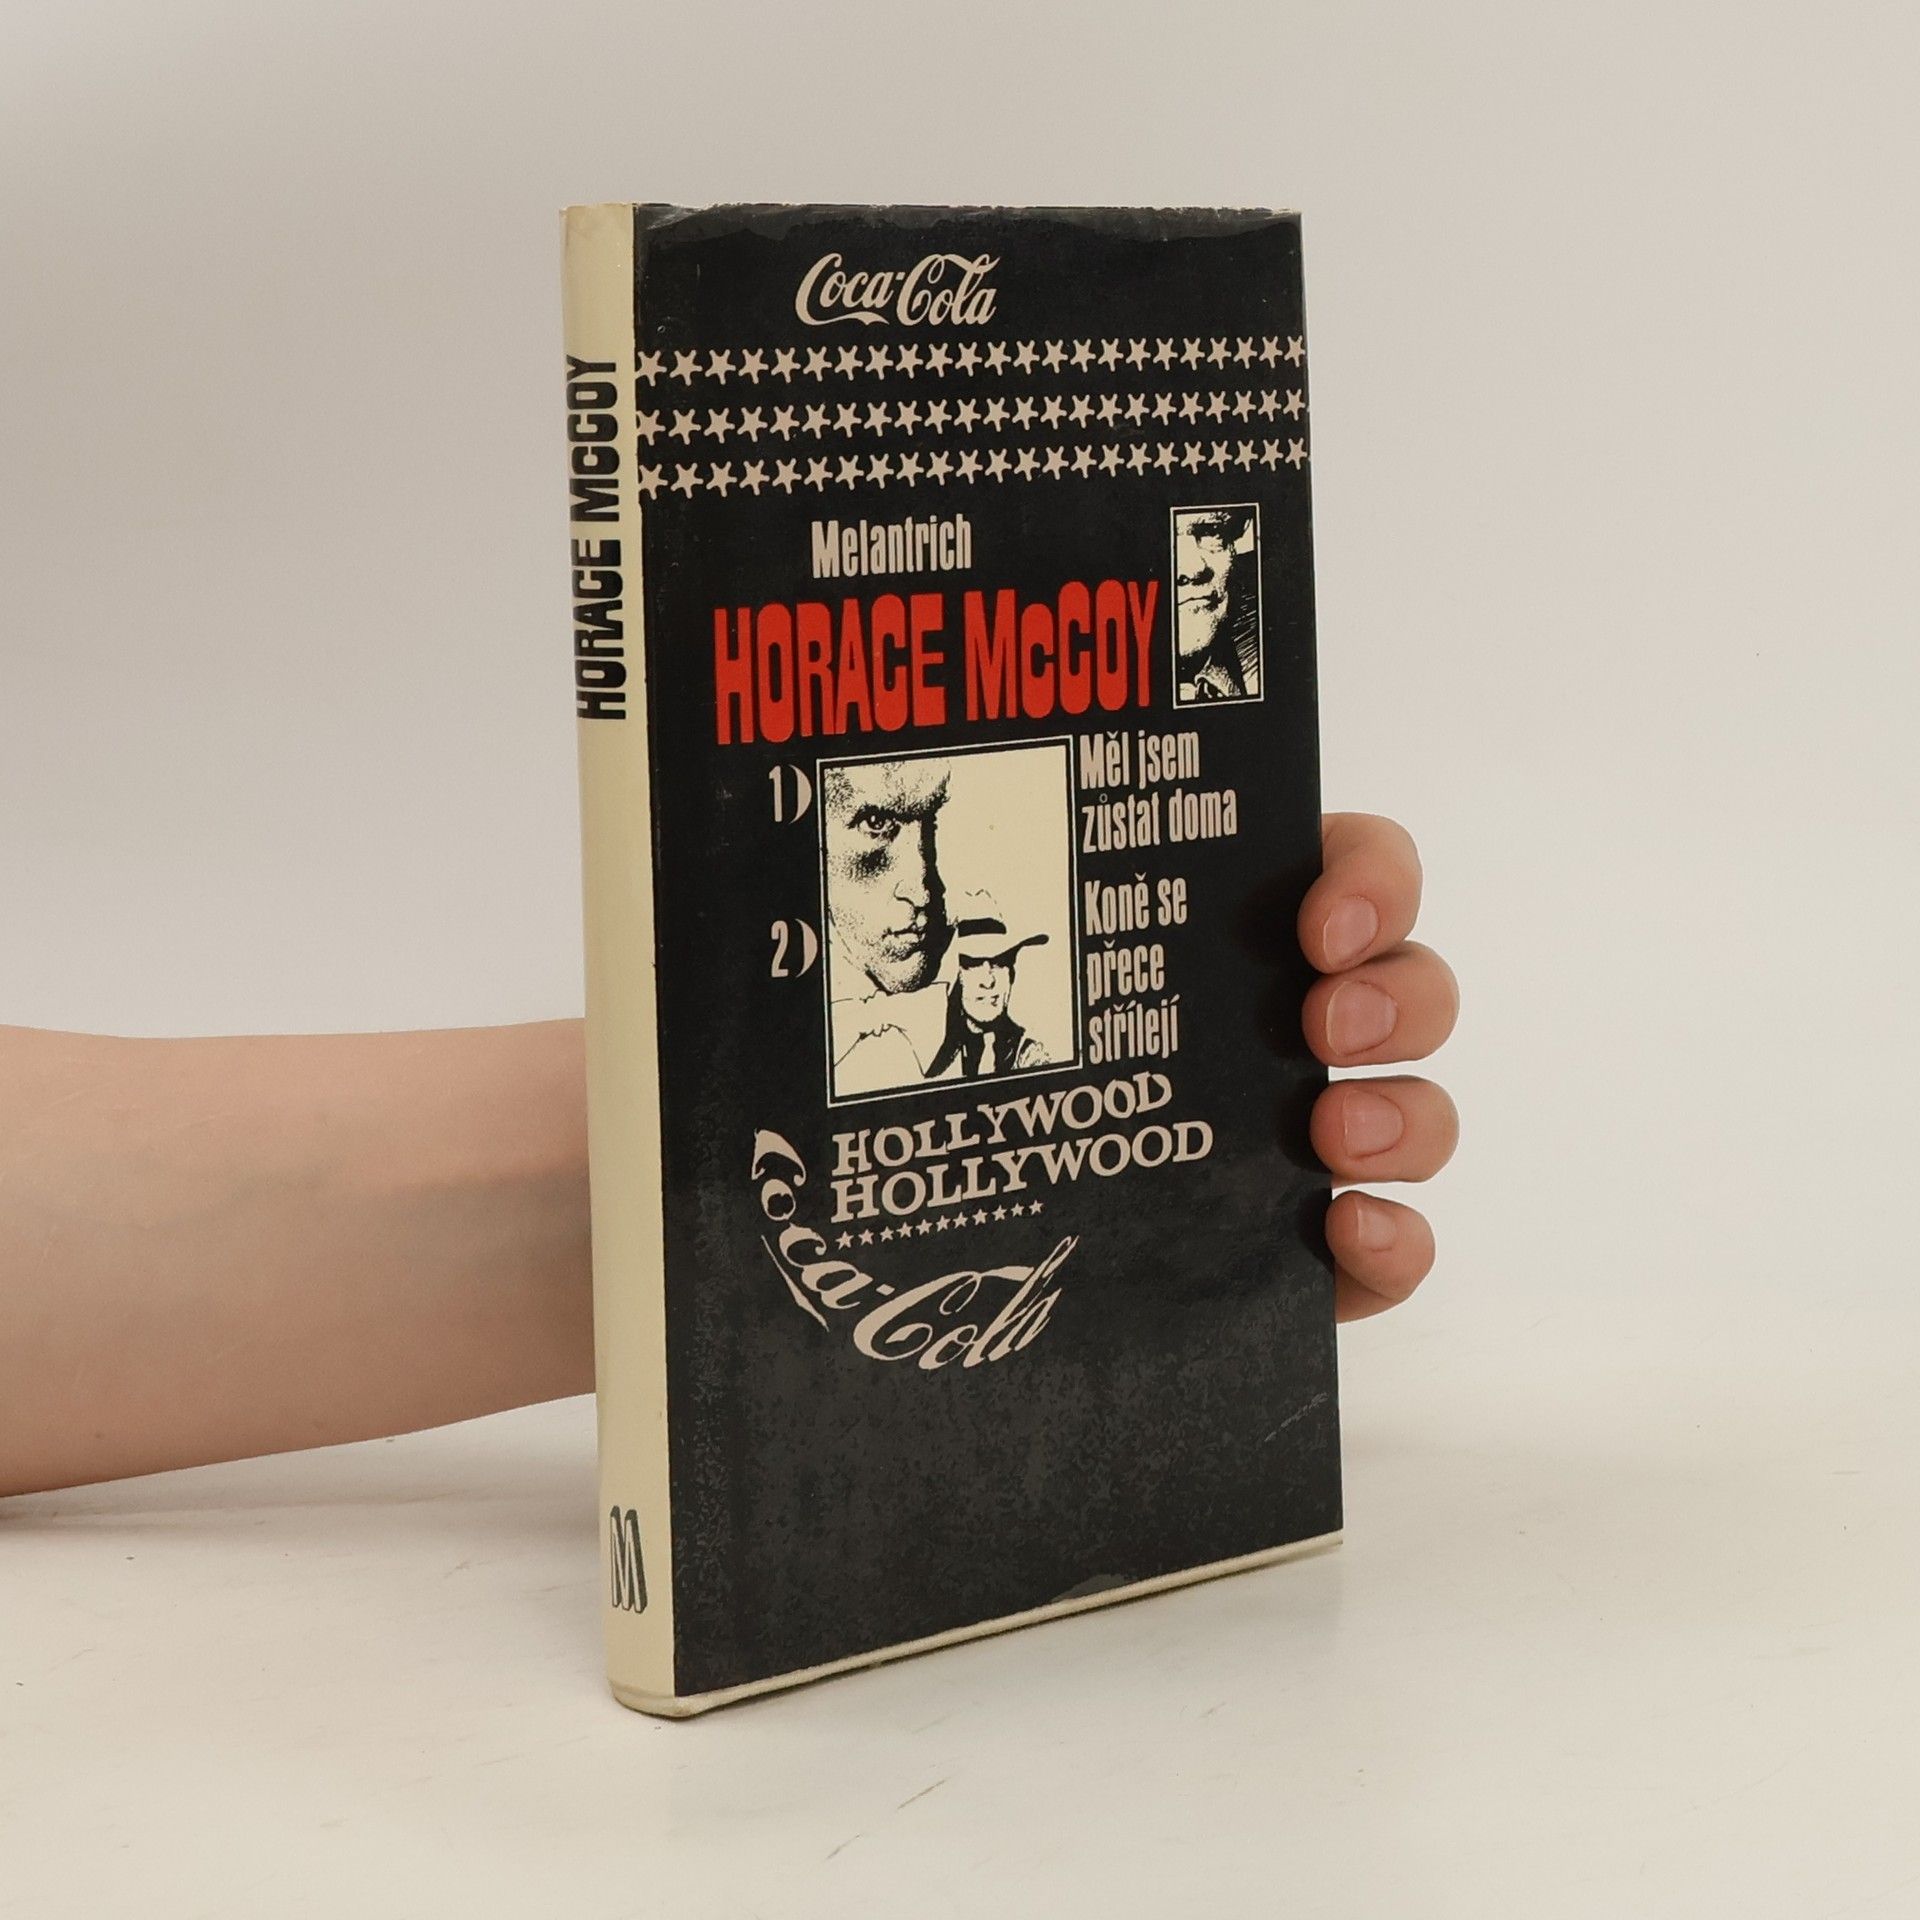 Coca-Cola
Melantrich
HORACE McCOY
1)
Měl jsem
zůstat doma
2)
Koně se
přece
střílejí
HOLLYWOOD
HOLLYWOOD
Coca-Cola
HORACE McCOY
M